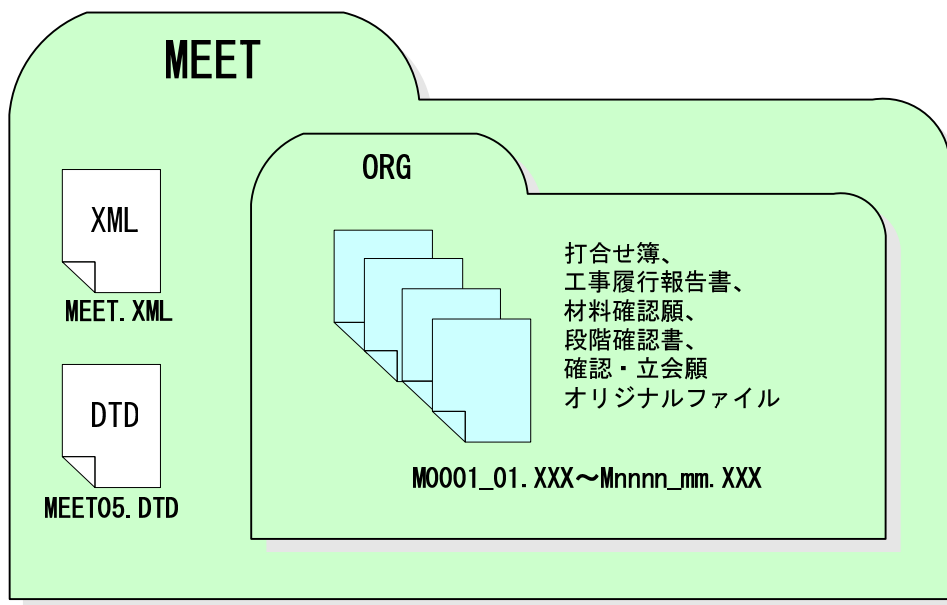 MEET
ORG
XML
MEET.XML
DTD
MEET05.DTD
打合せ簿、
工事履行報告書、
材料確認願、
段階確認書、
確認・立会願
オリジナルファイル
M0001_01.XXX～Mnnnn_mm.XXX